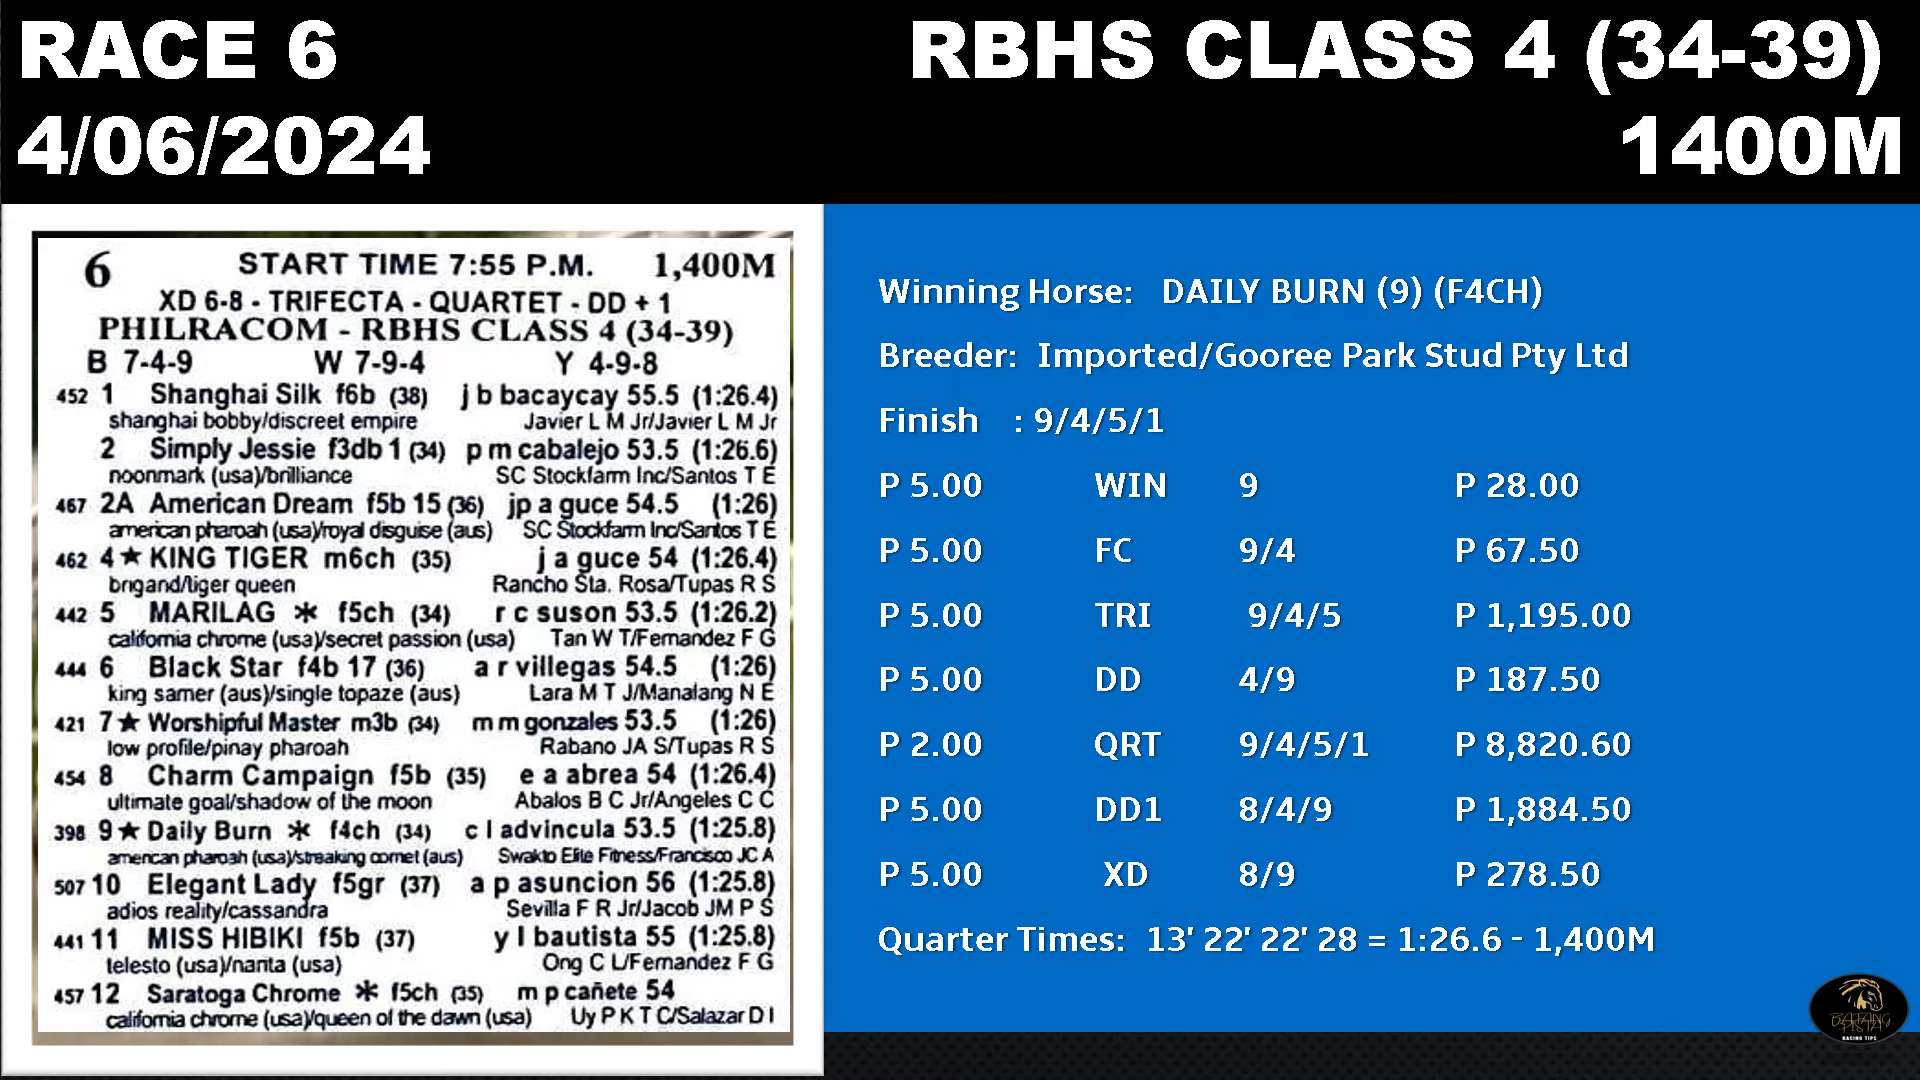 RACE 6
RBHS CLASS 4 (34-39)
4/06/2024
1400M
6 START TIME 7:55 P.M. 1,400M
XD 6-8 - TRIFECTA - QUARTET - DD + 1
PHILRACOM - RBHS CLASS 4 (34-39)
B 7-4-9 W 7-9-4 Y 4-9-8
452 1 Shanghai Silk f6b (38) j b bacaycay 55.5 (1:26.4)
shanghai bobby/discreet empire Javier L M Jr/Javier L M Jr
2 Simply Jessie f3db 1 (34) p m cabalejo 53.5 (1:26.6)
noonmark (usa)/brilliance SC Stockfarm Inc/Santos T E
467 2A American Dream f5b 15 (36) jp a guce 54.5 (1:26)
american pharoah (usa)/royal disguise (aus) SC Stockfarm Inc/Santos T E
462 4★ KING TIGER m6ch (35) j a guce 54 (1:26.4)
brigand/tiger queen Rancho Sta. Rosa/Tupas R S
442 5 MARILAG * f5ch (34) r c suson 53.5 (1:26.2)
california chrome (usa)/secret passion (usa) Tan W T/Fernandez F G
444 6 Black Star f4b 17 (36) a r villegas 54.5 (1:26)
king samer (aus)/single topaze (aus) Lara M T J/Manalang N E
421 7★ Worshipful Master m3b (34) m m gonzales 53.5 (1:26)
low profile/pinay pharoah Rabano JA S/Tupas R S
454 8 Charm Campaign f5b (35) e a abrea 54 (1:26.4)
ultimate goal/shadow of the moon Abalos B C Jr/Angeles C C
398 9★ Daily Burn * f4ch (34) c l advincula 53.5 (1:25.8)
american pharoah (usa)/streaking comet (aus) Swakto Elite Fitness/Francisco JC A
507 10 Elegant Lady f5gr (37) a p asuncion 56 (1:25.8)
adios reality/cassandra Sevilla F R Jr/Jacob JM P S
441 11 MISS HIBIKI f5b (37) y l bautista 55 (1:25.8)
telesto (usa)/nanta (usa) Ong C L/Fernandez F G
457 12 Saratoga Chrome * f5ch (35) m p cañete 54
california chrome (usa)/queen of the dawn (usa) Uy P K T C/Salazar D I
Winning Horse: DAILY BURN (9) (F4CH)
Breeder: Imported/Gooree Park Stud Pty Ltd
Finish : 9/4/5/1
P 5.00 WIN 9 P 28.00
P 5.00 FC 9/4 P 67.50
P 5.00 TRI 9/4/5 P 1,195.00
P 5.00 DD 4/9 P 187.50
P 2.00 QRT 9/4/5/1 P 8,820.60
P 5.00 DD1 8/4/9 P 1,884.50
P 5.00 XD 8/9 P 278.50
Quarter Times: 13' 22' 22' 28 = 1:26.6 - 1,400M
BATANG
PISTA
RACING TIPS